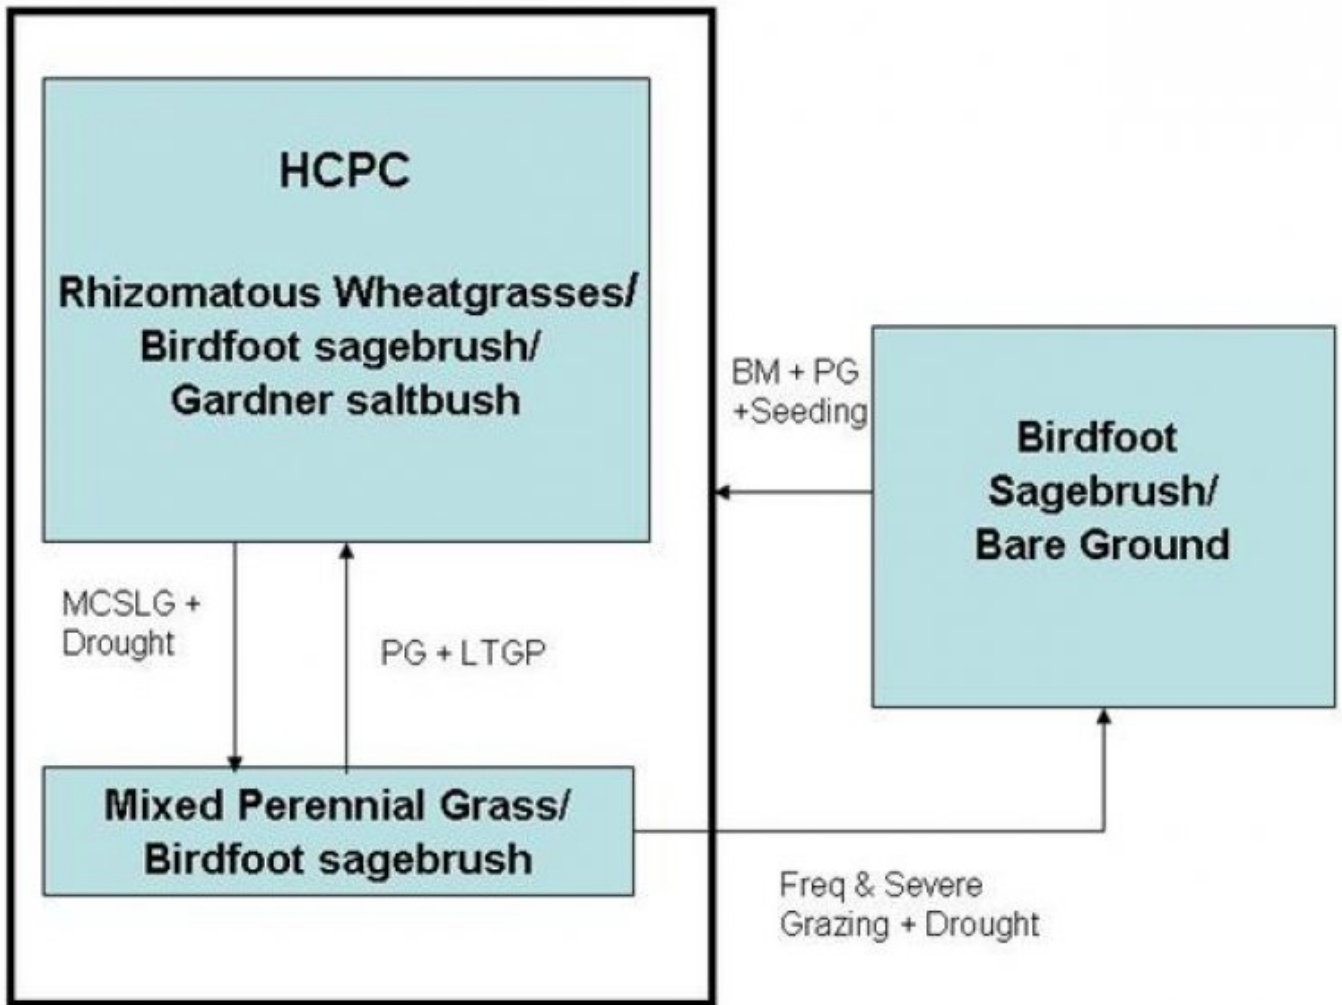 HCPC
Rhizomatous Wheatgrasses/
Birdfoot sagebrush/
Gardner saltbush
MCSLG +
Drought
PG + LTGP
Mixed Perennial Grass/
Birdfoot sagebrush
BM + PG
+Seeding
Birdfoot
Sagebrush/
Bare Ground
Freq & Severe
Grazing + Drought